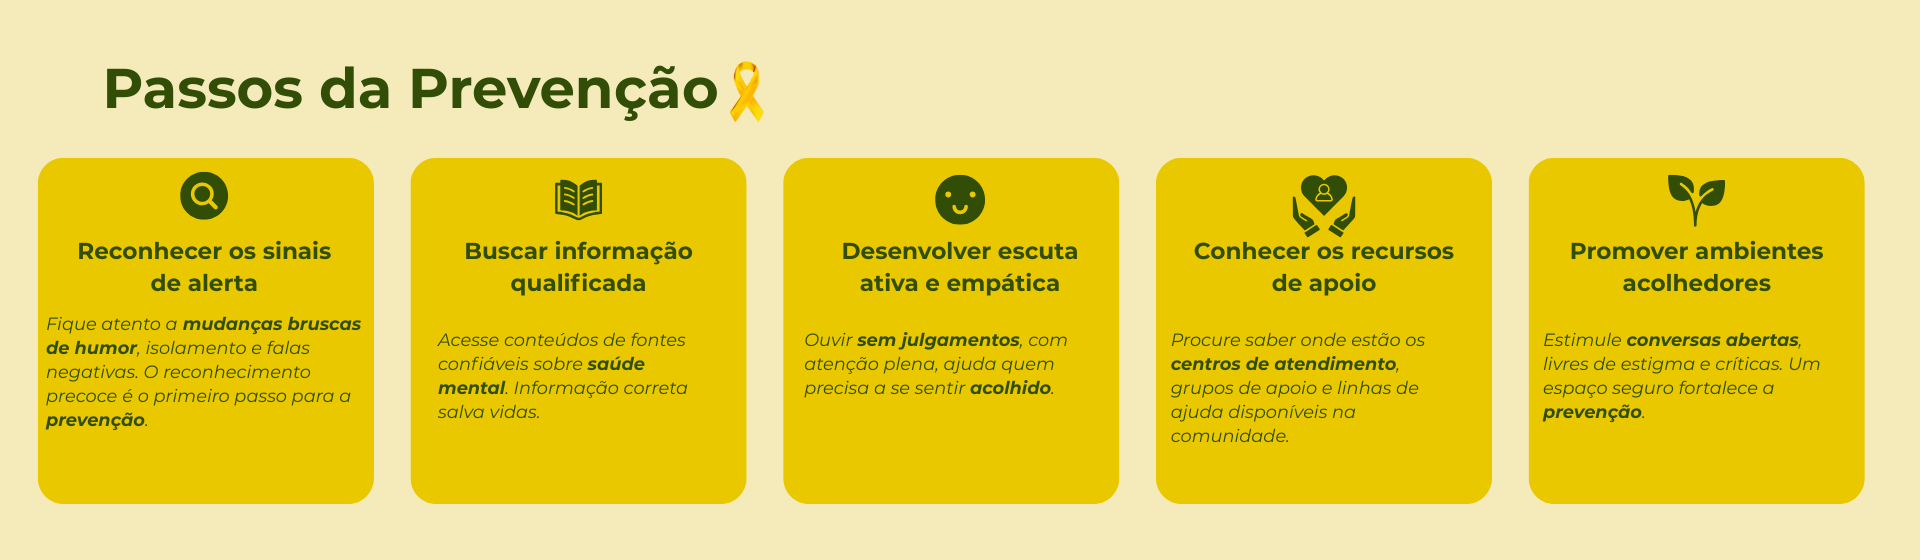 Passos da Prevenção
Reconhecer os sinais
de alerta
Fique atento a mudanças bruscas
de humor, isolamento e falas
negativas. O reconhecimento
precoce é o primeiro passo para a
prevenção.
Buscar informação
qualificada
Acesse conteúdos de fontes
confiáveis sobre saúde
mental. Informação correta
salva vidas.
Desenvolver escuta
ativa e empática
Ouvir sem julgamentos, com
atenção plena, ajuda quem
precisa a se sentir acolhido.
Conhecer os recursos
de apoio
Procure saber onde estão os
centros de atendimento,
grupos de apoio e linhas de
ajuda disponíveis na
comunidade.
Promover ambientes
acolhedores
Estimule conversas abertas,
livres de estigma e críticas. Um
espaço seguro fortalece a
prevenção.